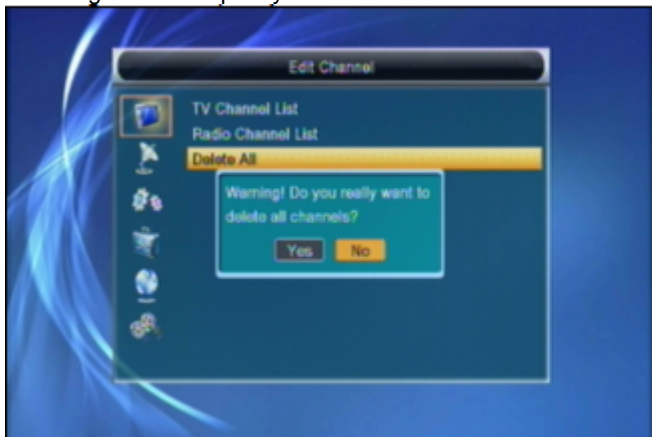 Edit Channel
TV Channel List
Radio Channel List
Delete All
Warning! Do you really want to
delete all channels?
Yes No